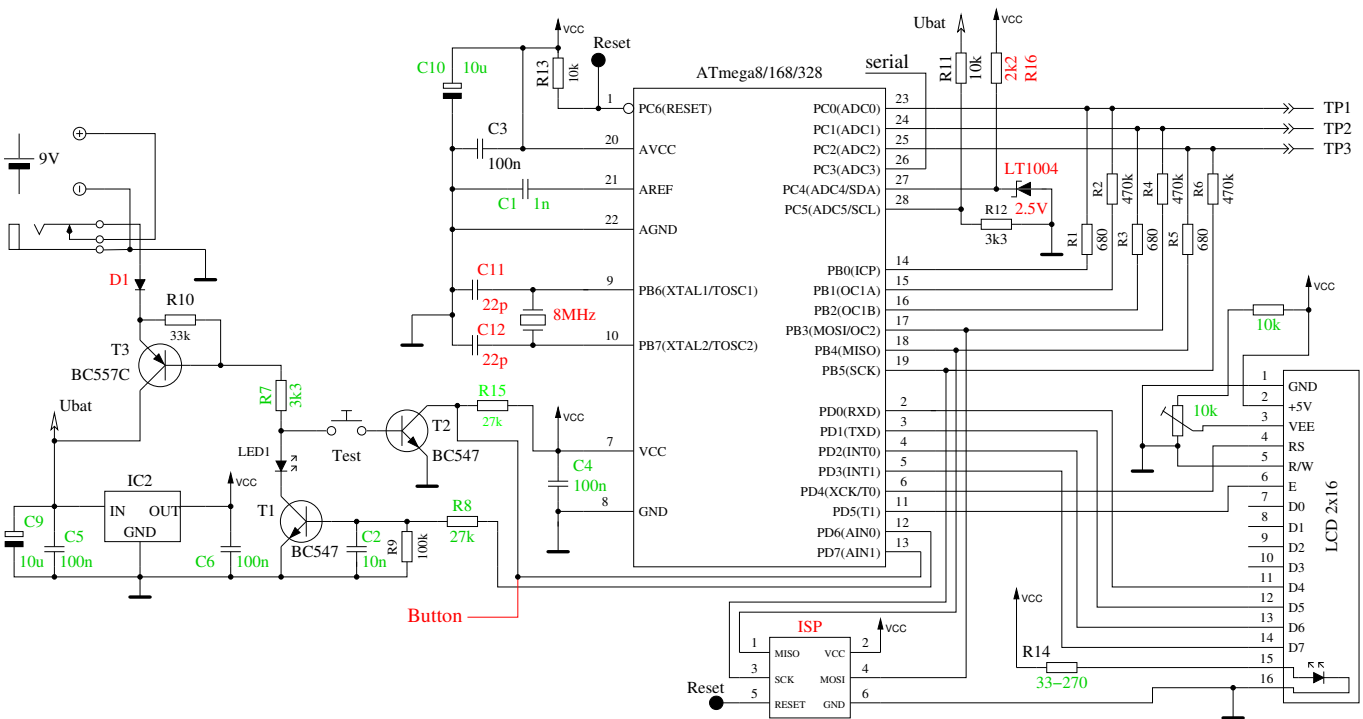 C10
10u
VCC
R13
10k
Reset
ATmega8/168/328
serial
Ubat
R11
10k
VCC
2k2
R16
1
PC6(RESET)
C3
100n
20
AVCC
C1
1n
21
AREF
22
AGND
C11
22p
9
PB6(XTAL1/TOSC1)
8MHz
C12
22p
10
PB7(XTAL2/TOSC2)
PC0(ADC0)
23
TP1
PC1(ADC1)
24
TP2
PC2(ADC2)
25
TP3
PC3(ADC3)
26
PC4(ADC4/SDA)
27
PC5(ADC5/SCL)
28
LT1004
2.5V
R12
3k3
R1
680
R2
470k
R3
680
R4
470k
R5
680
R6
470k
PB0(ICP)
14
PB1(OC1A)
15
PB2(OC1B)
16
PB3(MOSI/OC2)
17
PB4(MISO)
18
PB5(SCK)
19
PD0(RXD)
2
PD1(TXD)
3
PD2(INT0)
4
PD3(INT1)
5
PD4(XCK/T0)
6
PD5(T1)
11
PD6(AIN0)
12
PD7(AIN1)
13
9V
D1
R10
33k
T3
BC557C
Ubat
R7
3k3
Test
T2
BC547
R15
27k
VCC
7
VCC
C4
100n
8
GND
LED1
T1
BC547
IC2
IN
OUT
GND
VCC
C9
10u
C5
100n
C6
100n
C2
10n
R9
100k
R8
27k
Button
ISP
1
MISO
VCC
2
VCC
3
SCK
MOSI
4
5
RESET
GND
6
Reset
VCC
10k
10k
1
GND
2
+5V
3
VEE
4
RS
5
R/W
6
E
7
D0
8
D1
9
D2
10
D3
11
D4
12
D5
13
D6
14
D7
15
16
LCD 2x16
VCC
R14
33−270